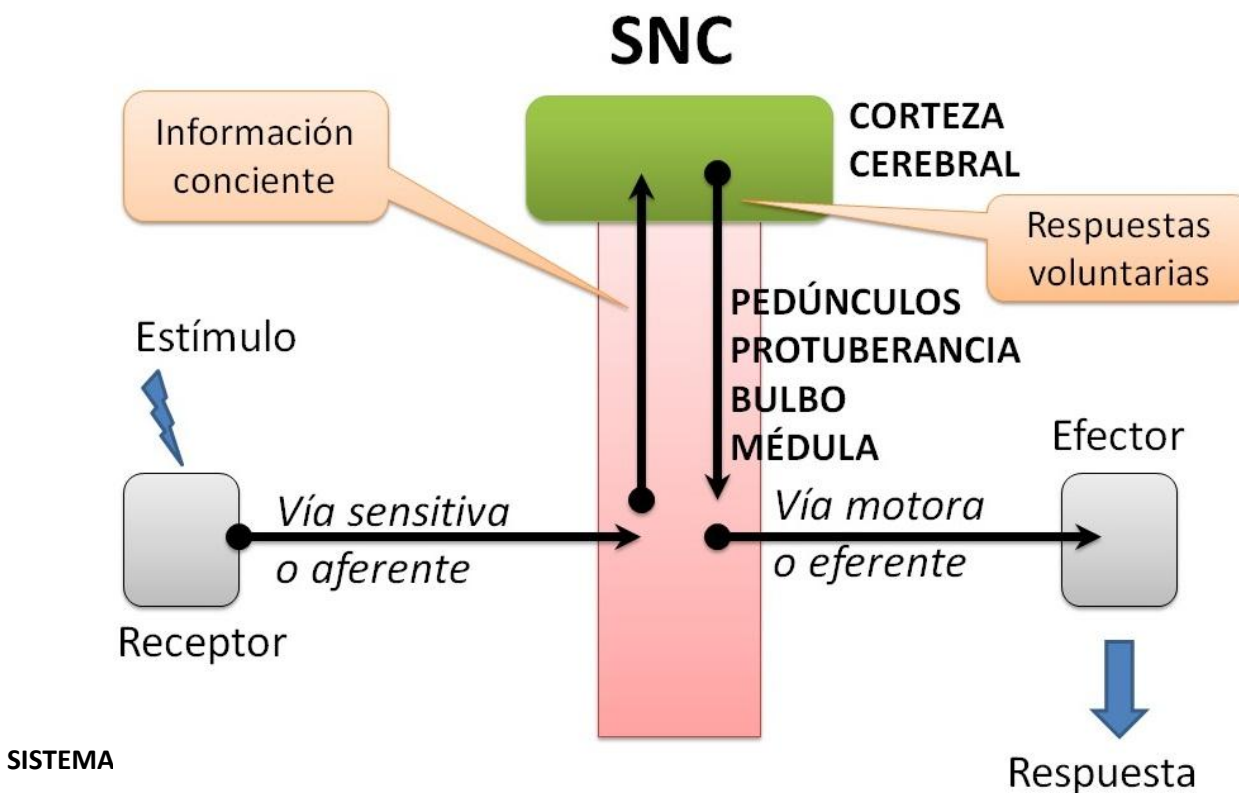 SNC
Información
conciente
CORTEZA
CEREBRAL
Respuestas
voluntarias
PEDÚNCULOS
PROTUBERANCIA
BULBO
MÉDULA
Estímulo
Vía sensitiva
o aferente
Receptor
Vía motora
o eferente
Efector
Respuesta
SISTEMA